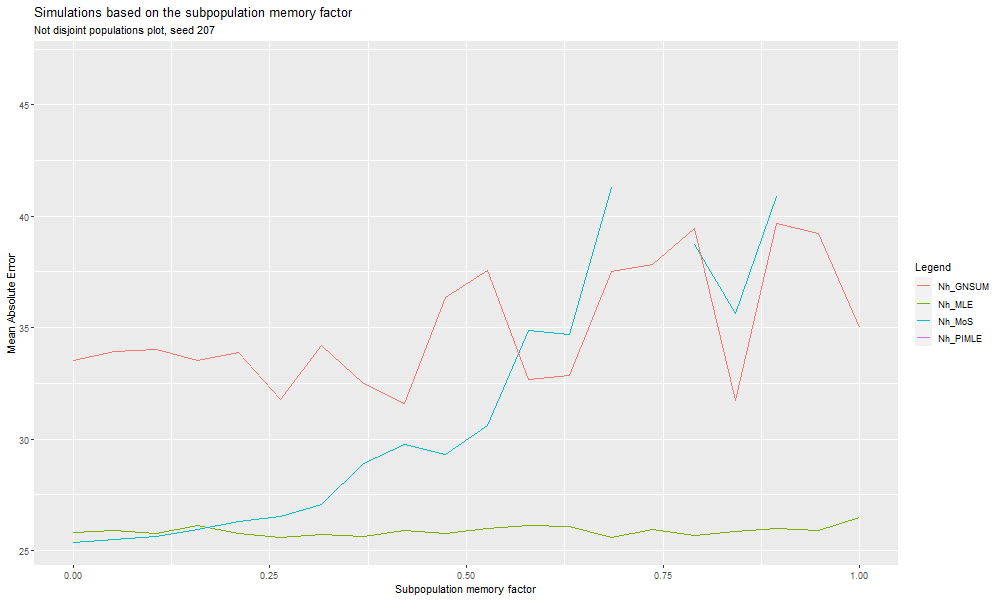 Simulations based on the subpopulation memory factor
Not disjoint populations plot, seed 207
Mean Absolute Error
45
40
35
30
25
0.00
0.25
0.50
0.75
1.00
Subpopulation memory factor
Legend
Nh_GNSUM
Nh_MLE
Nh_MoS
Nh_PIMLE